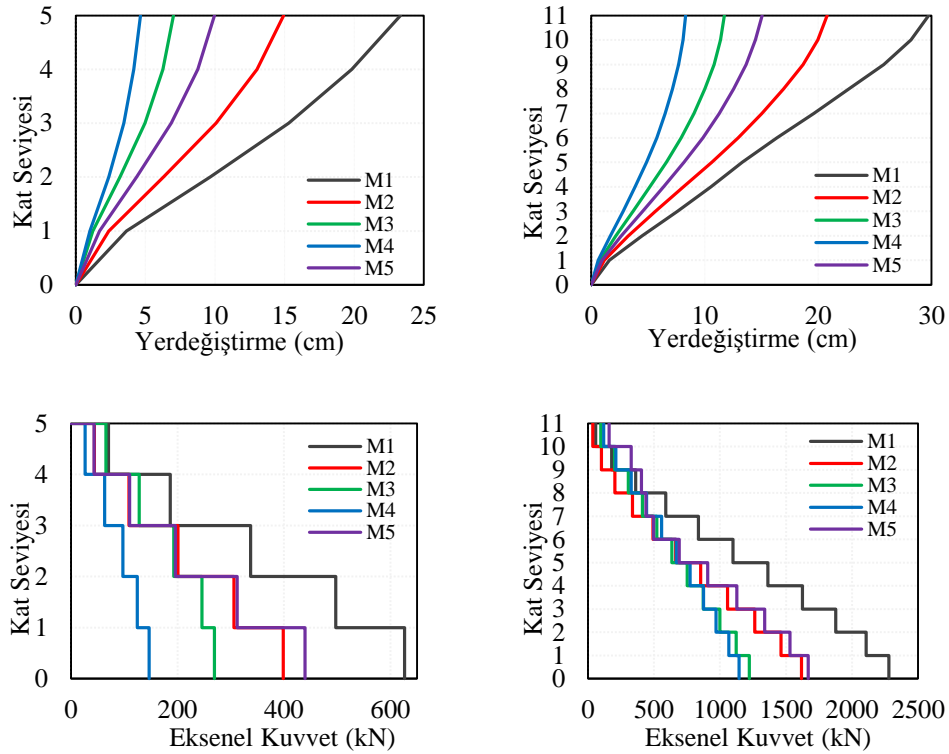 Kat Seviyesi
5
4
3
2
1
0
M1
M2
M3
M4
M5
0 5 10 15 20 25
Yerdeğiştirme (cm)
Kat Seviyesi
11
10
9
8
7
6
5
4
3
2
1
0
M1
M2
M3
M4
M5
0 10 20 30
Yerdeğiştirme (cm)
Kat Seviyesi
5
4
3
2
1
0
M1
M2
M3
M4
M5
0 200 400 600
Eksenel Kuvvet (kN)
Kat Seviyesi
11
10
9
8
7
6
5
4
3
2
1
0
M1
M2
M3
M4
M5
0 500 1000 1500 2000 2500
Eksenel Kuvvet (kN)